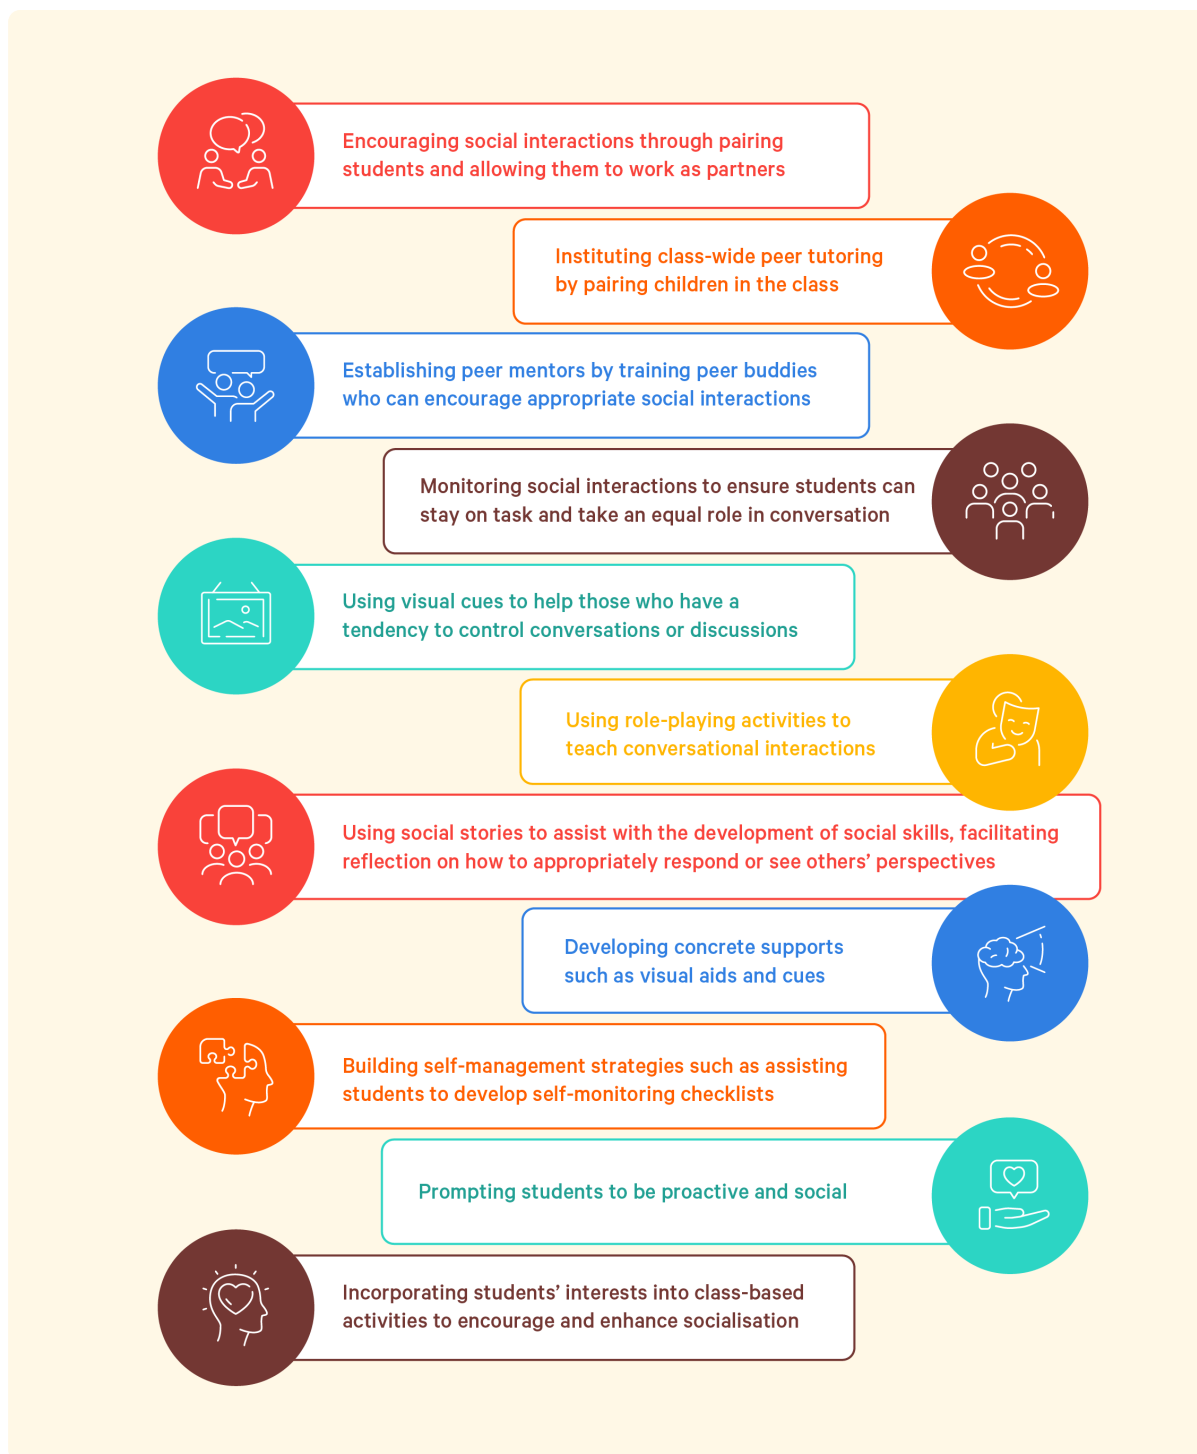 Encouraging social interactions through pairing
students and allowing them to work as partners
Instituting class-wide peer tutoring
by pairing children in the class
Establishing peer mentors by training peer buddies
who can encourage appropriate social interactions
Monitoring social interactions to ensure students can
stay on task and take an equal role in conversation
Using visual cues to help those who have a
tendency to control conversations or discussions
Using role-playing activities to
teach conversational interactions
Using social stories to assist with the development of social skills, facilitating
reflection on how to appropriately respond or see others’ perspectives
Developing concrete supports
such as visual aids and cues
Building self-management strategies such as assisting
students to develop self-monitoring checklists
Prompting students to be proactive and social
Incorporating students’ interests into class-based
activities to encourage and enhance socialisation